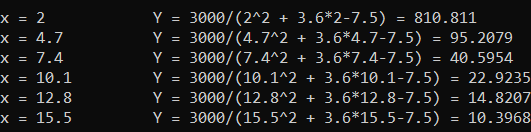 x = 2 Y = 3000/(2^2 + 3.6*2-7.5) = 810.811
x = 4.7 Y = 3000/(4.7^2 + 3.6*4.7-7.5) = 95.2079
x = 7.4 Y = 3000/(7.4^2 + 3.6*7.4-7.5) = 40.5954
x = 10.1 Y = 3000/(10.1^2 + 3.6*10.1-7.5) = 22.9235
x = 12.8 Y = 3000/(12.8^2 + 3.6*12.8-7.5) = 14.8207
x = 15.5 Y = 3000/(15.5^2 + 3.6*15.5-7.5) = 10.3968